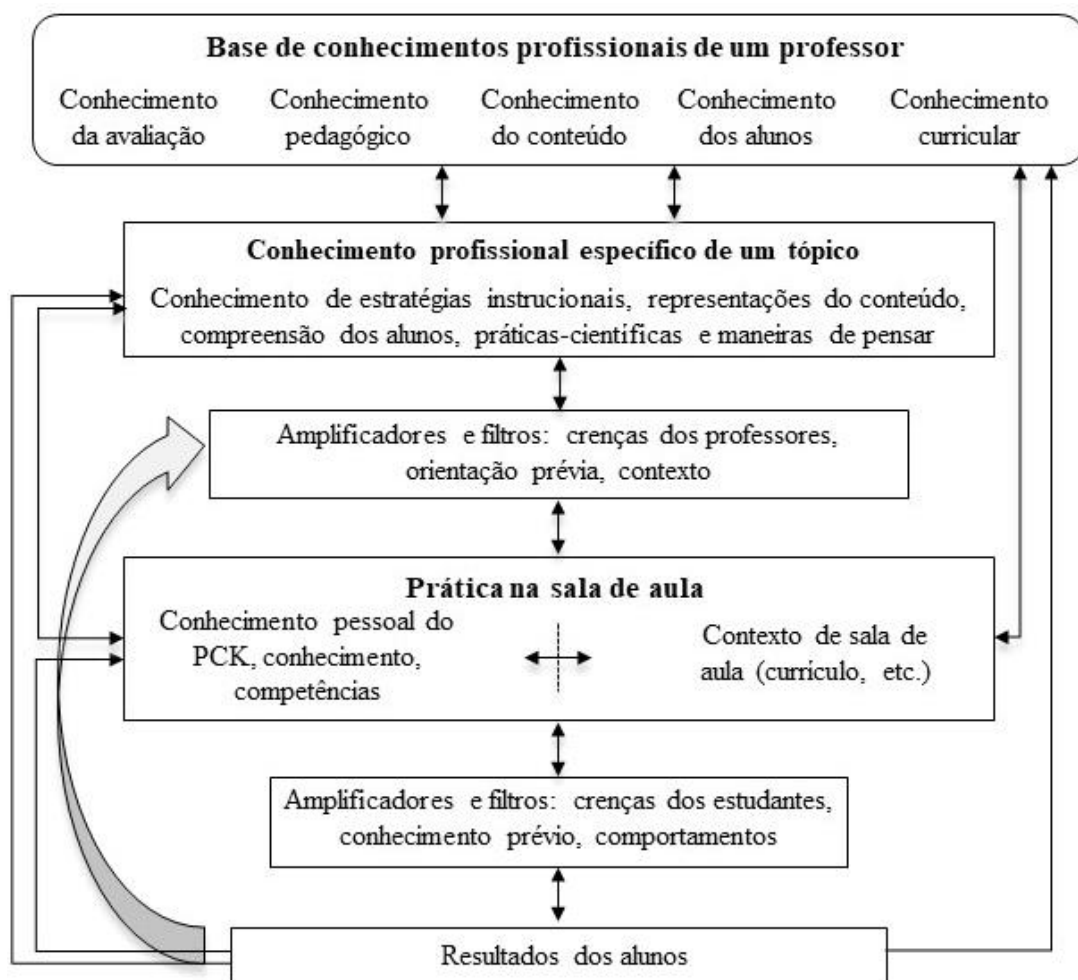 Base de conhecimentos profissionais de um professor
Conhecimento da avaliação
Conhecimento pedagógico
Conhecimento do conteúdo
Conhecimento dos alunos
Conhecimento curricular
Conhecimento profissional específico de um tópico
Conhecimento de estratégias instrucionais, representações do conteúdo,
compreensão dos alunos, práticas-científicas e maneiras de pensar
Amplificadores e filtros: crenças dos professores,
orientação prévia, contexto
Prática na sala de aula
Conhecimento pessoal do
PCK, conhecimento,
competências
Contexto de sala de
aula (currículo, etc.)
Amplificadores e filtros: crenças dos estudantes,
conhecimento prévio, comportamentos
Resultados dos alunos